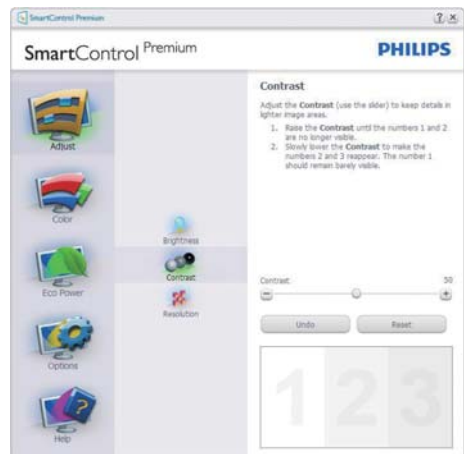 SmartControl Premium
SmartControl Premium
PHILIPS
Adjust
Color
Eco Power
Options
Help
Brightness
Contrast
Resolution
Contrast
Adjust the Contrast (use the slider) to keep details in
lighter image areas.
1. Raise the Contrast until the numbers 1 and 2
are no longer visible.
2. Slowly lower the Contrast to make the
numbers 2 and 3 reappear. The number 1
should remain barely visible.
Contrast
50
Undo
Reset
1 2 3